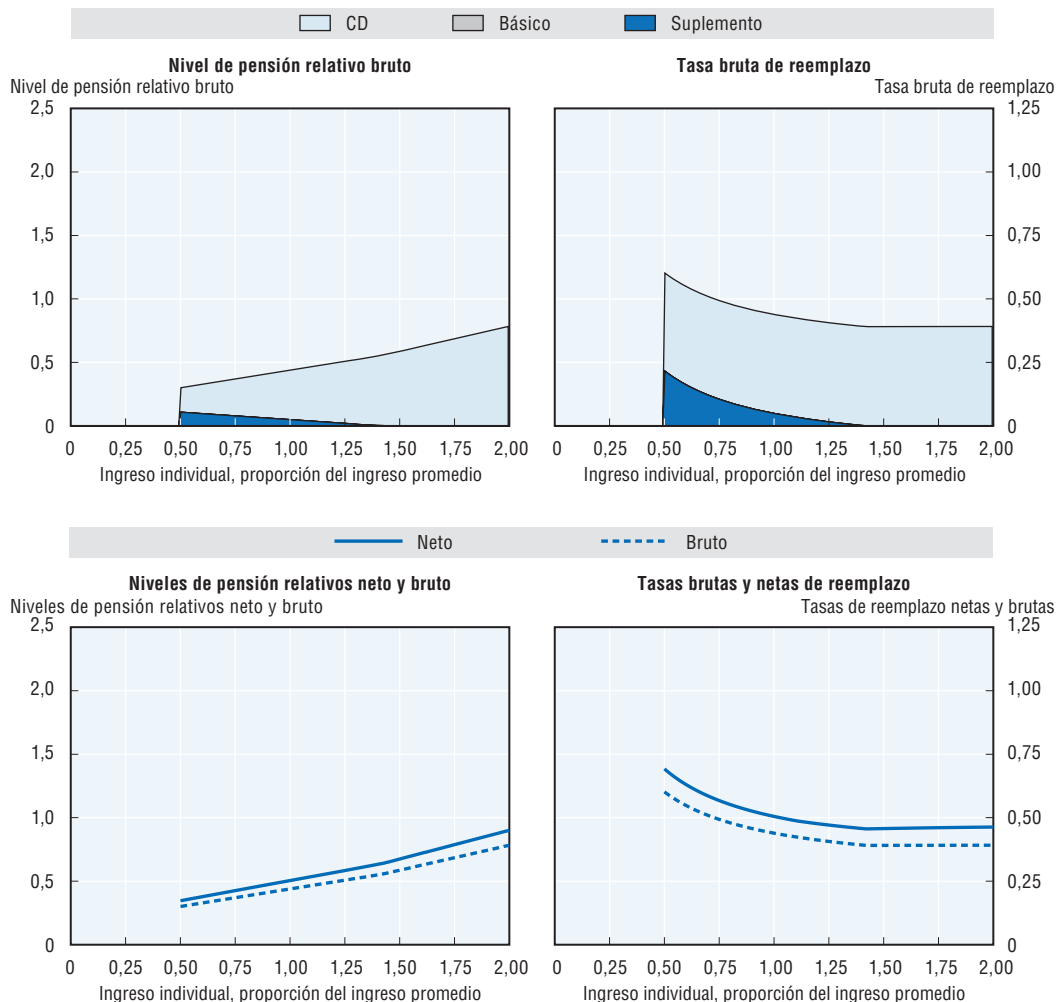 CD Básico Suplemento
Nivel de pensión relativo bruto
Nivel de pensión relativo bruto
2,5
2,0
1,5
1,0
0,5
0
0 0,25 0,50 0,75 1,00 1,25 1,50 1,75 2,00
Ingreso individual, proporción del ingreso promedio
Tasa bruta de reemplazo
Tasa bruta de reemplazo
1,25
1,00
0,75
0,50
0,25
0
0 0,25 0,50 0,75 1,00 1,25 1,50 1,75 2,00
Ingreso individual, proporción del ingreso promedio
Neto Bruto
Niveles de pensión relativos neto y bruto
Niveles de pensión relativos neto y bruto
2,5
2,0
1,5
1,0
0,5
0
0 0,25 0,50 0,75 1,00 1,25 1,50 1,75 2,00
Ingreso individual, proporción del ingreso promedio
Tasas brutas y netas de reemplazo
Tasas de reemplazo netas y brutas
1,25
1,00
0,75
0,50
0,25
0
0 0,25 0,50 0,75 1,00 1,25 1,50 1,75 2,00
Ingreso individual, proporción del ingreso promedio